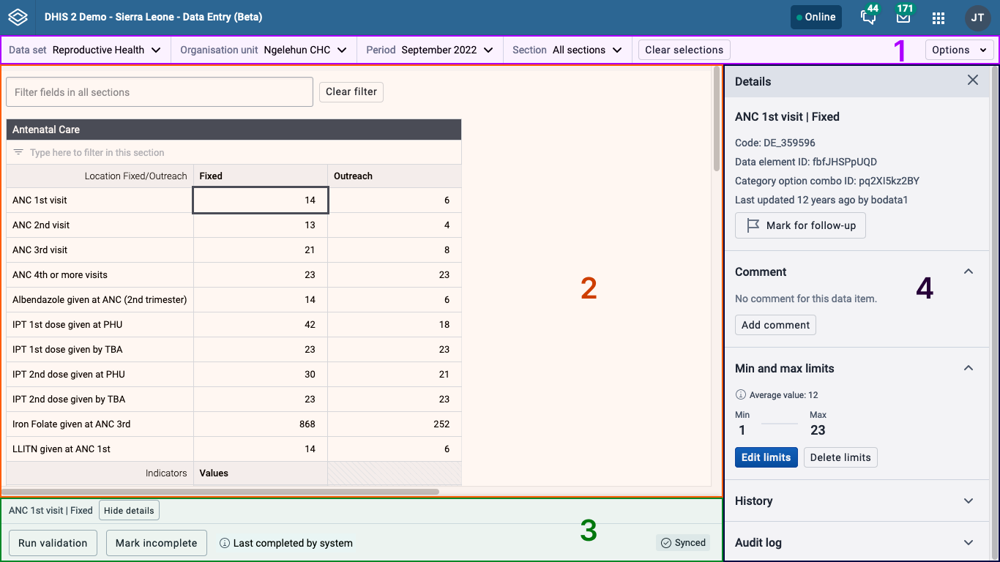 DHIS 2 Demo - Sierra Leone - Data Entry (Beta)
Online
44
171
JT
Data set Reproductive Health
Organisation unit Ngelehun CHC
Period September 2022
Section All sections
Clear selections
1
Options
Filter fields in all sections
Clear filter
Antenatal Care
Type here to filter in this section
Location Fixed/Outreach Fixed Outreach
ANC 1st visit 14 6
ANC 2nd visit 13 4
ANC 3rd visit 21 8
ANC 4th or more visits 23 23
Albendazole given at ANC (2nd trimester) 14 6
IPT 1st dose given at PHU 42 18
IPT 1st dose given by TBA 23 23
IPT 2nd dose given at PHU 30 21
IPT 2nd dose given by TBA 23 23
Iron Folate given at ANC 3rd 868 252
LLITN given at ANC 1st 14 6
Indicators Values
2
ANC 1st visit | Fixed
Hide details
Run validation
Mark incomplete
Last completed by system
3
Synced
Details
ANC 1st visit | Fixed
Code: DE_359596
Data element ID: fbfJHSPpUQD
Category option combo ID: pq2XI5kz2BY
Last updated 12 years ago by bodata1
Mark for follow-up
Comment
4
No comment for this data item.
Add comment
Min and max limits
Average value: 12
Min Max
1 23
Edit limits
Delete limits
History
Audit log